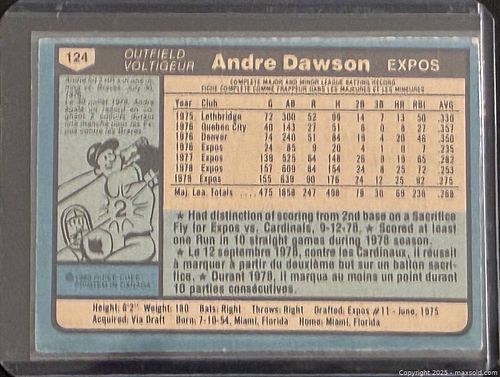 124
OUTFIELD
VOLTIGEUR
Andre Dawson
EXPOS
COMPLETE MAJOR AND MINOR LEAGUE BATTING RECORD
FICHE COMPLETE COMME FRAPPEUR DANS LES MAJEURES ET LES MINEURES
Year Club G AB R H 2B 3B HR RBI AVG
1975 Lethbridge 72 300 52 99 14 7 13 50 .330
1976 Quebec City 40 143 27 51 6 0 8 27 .357
1976 Denver 74 240 51 84 19 4 20 46 .350
1976 Expos 24 85 9 20 4 1 7 .235
1977 Expos 139 525 64 148 26 9 19 65 .282
1978 Expos 157 609 84 154 24 8 25 72 .253
1979 Expos 155 639 90 176 24 12 25 92 .275
Maj. Lea. Totals 475 1858 247 498 78 30 69 236 .268
★ Had distinction of scoring from 2nd base on a Sacrifice
Fly for Expos vs. Cardinals, 9-12-78. ★ Scored at least
one Run in 10 straight games during 1978 season.
★ Le 12 septembre 1978, contre les Cardinaux, il réussit
à marquer à partir du deuxième but sur un ballon sacri-
fice. ★ Durant 1978, il marqua au moins un point durant
10 parties consécutives.
2
PRINTED IN CANADA
Height: 6'2" Weight: 180 Bats: Right Throws: Right Drafted: Expos #11 - June, 1975
Acquired: Via Draft Born: 7-10-54, Miami, Florida Home: Miami, Florida
Copyright 2025 - maxsold.com